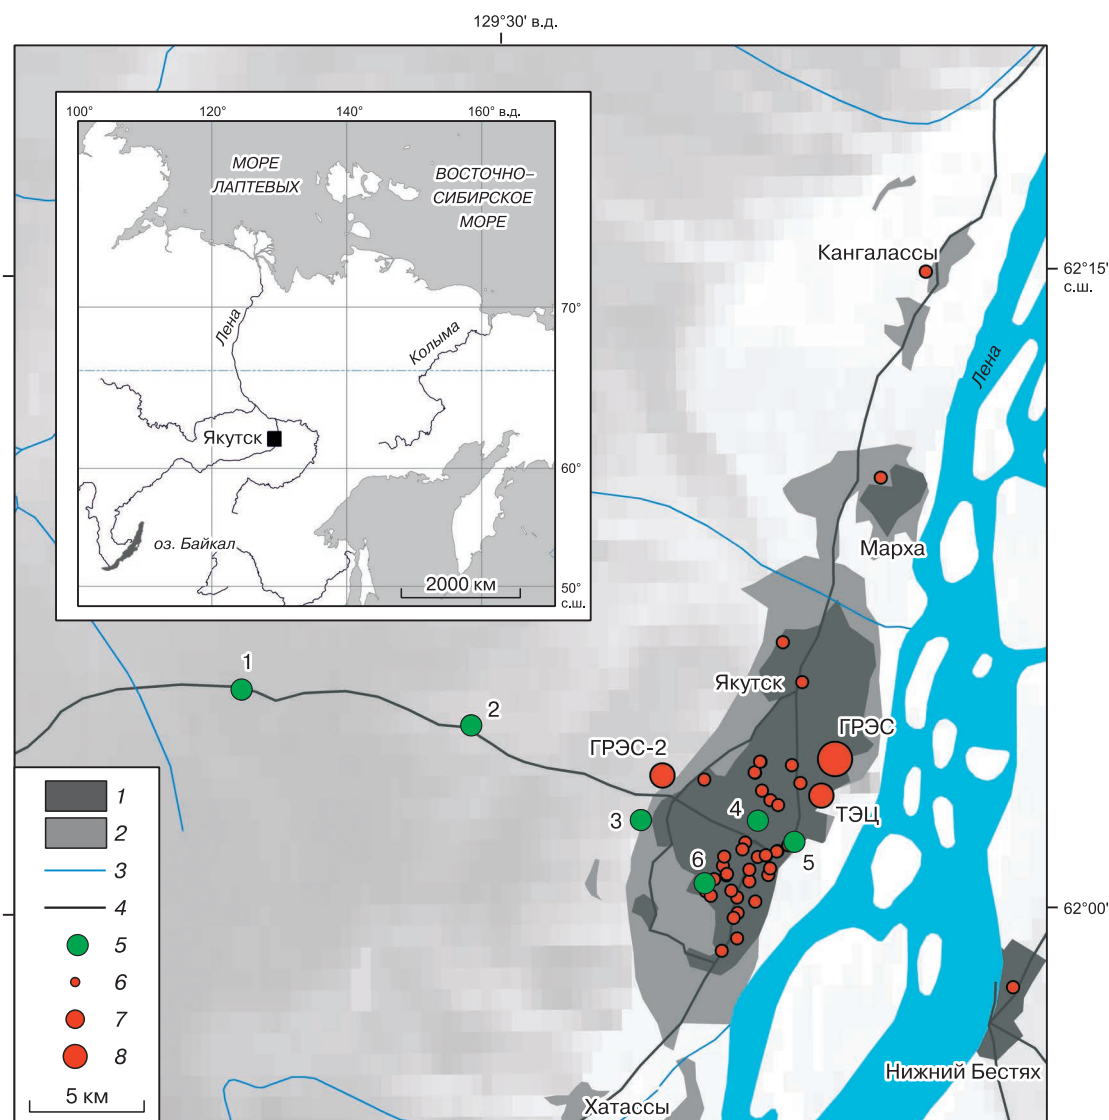 129°30' в.д.
100°
120°
140°
160° в.д.
МОРЕ
ЛАПТЕВЫХ
ВОСТОЧНО–
СИБИРСКОЕ
МОРЕ
70°
Лена
Колыма
Якутск
60°
оз. Байкал
2000 км
50°
с.ш.
Кангалассы
62°15'
с.ш.
Лена
Марха
1
2
Якутск
ГРЭС
ГРЭС-2
ТЭЦ
3
4
5
6
62°00'
Нижний Бестях
Хатассы
1
2
3
4
5
6
7
8
5 км